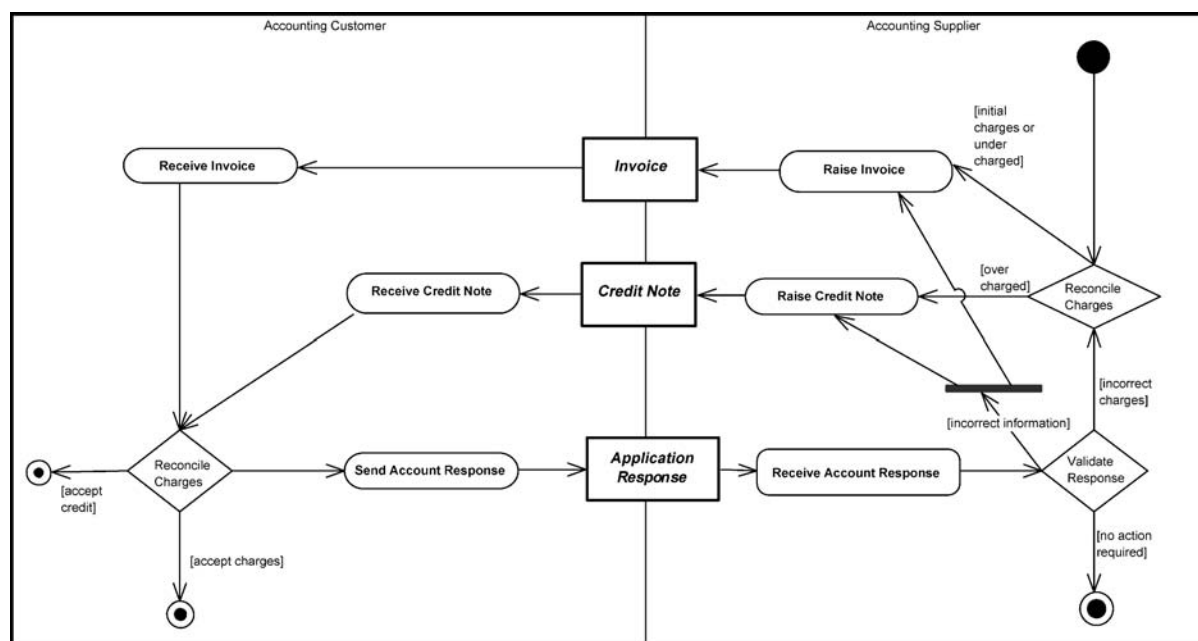 Accounting Customer
Accounting Supplier
[initial
charges or
under
charged]
Receive Invoice
Invoice
Raise Invoice
Receive Credit Note
Credit Note
Raise Credit Note
[over
charged]
Reconcile
Charges
[incorrect
charges]
[incorrect information]
Reconcile
Charges
Send Account Response
Application
Response
Receive Account Response
Validate
Response
[accept
credit]
[accept charges]
[no action
required]